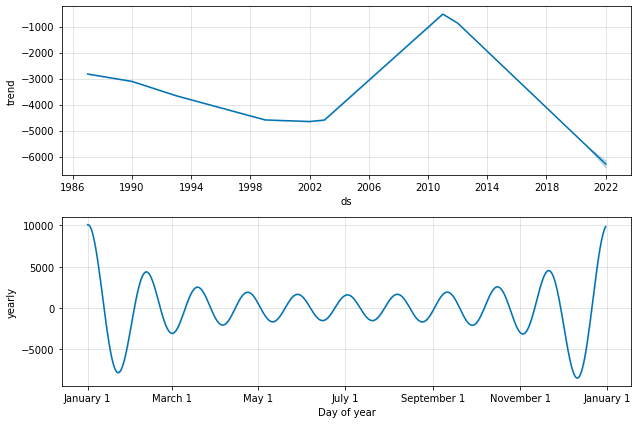 −1000
−2000
−3000
−4000
−5000
−6000
trend
1986 1990 1994 1998 2002 2006 2010 2014 2018 2022
ds
10000
5000
0
−5000
yearly
January 1 March 1 May 1 July 1 September 1 November 1 January 1
Day of year